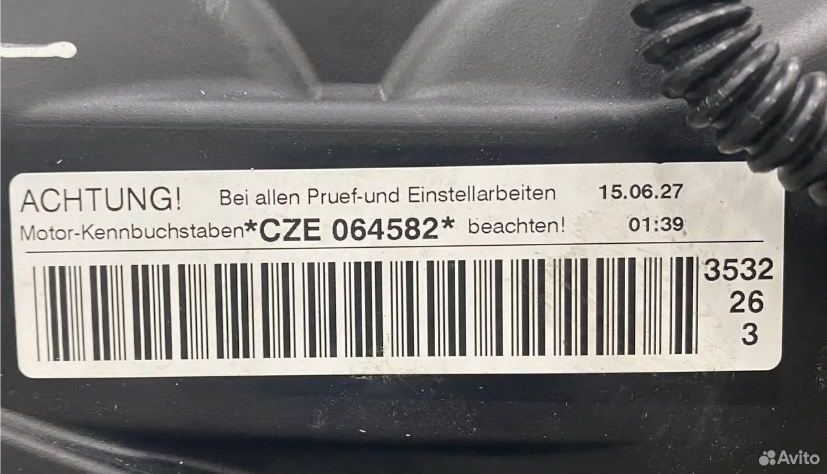 ACHTUNG! Bei allen Pruef-und Einstellarbeiten 15.06.27
Motor-Kennbuchstaben*CZE 064582* beachten! 01:39
3532
26
3
Avito